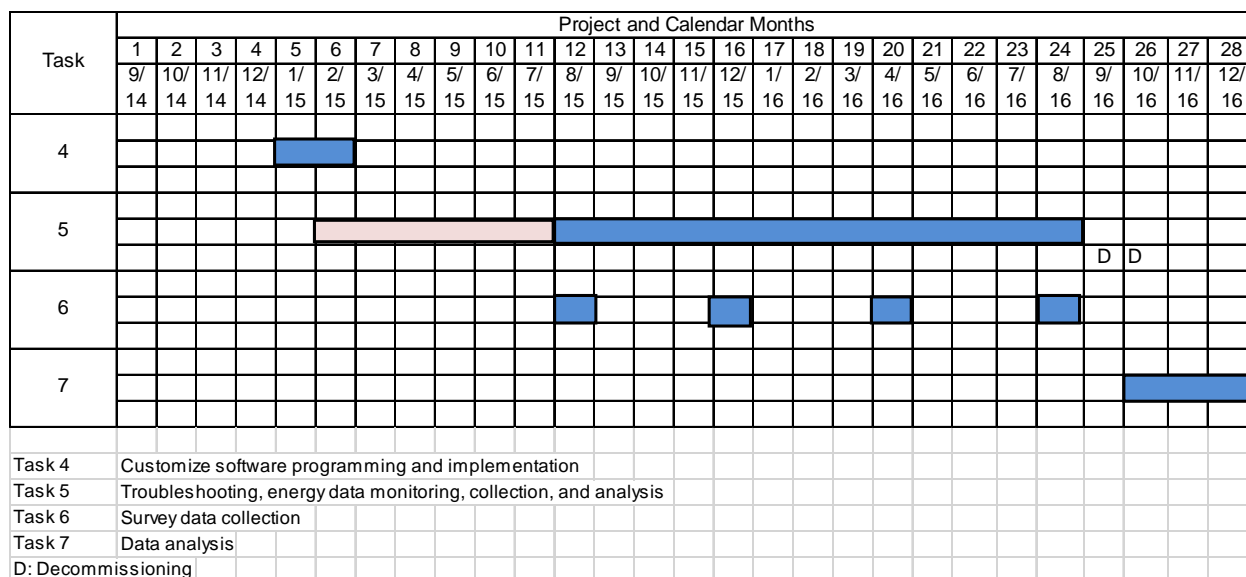 Project and Calendar Months
Task
1 2 3 4 5 6 7 8 9 10 11 12 13 14 15 16 17 18 19 20 21 22 23 24 25 26 27 28
9/ 10/ 11/ 12/ 1/ 2/ 3/ 4/ 5/ 6/ 7/ 8/ 9/ 10/ 11/ 12/ 1/ 2/ 3/ 4/ 5/ 6/ 7/ 8/ 9/ 10/ 11/ 12/
14 14 14 14 15 15 15 15 15 15 15 15 15 15 15 15 16 16 16 16 16 16 16 16 16 16 16 16
4
5
D D
6
7
Task 4 Customize software programming and implementation
Task 5 Troubleshooting, energy data monitoring, collection, and analysis
Task 6 Survey data collection
Task 7 Data analysis
D: Decommissioning